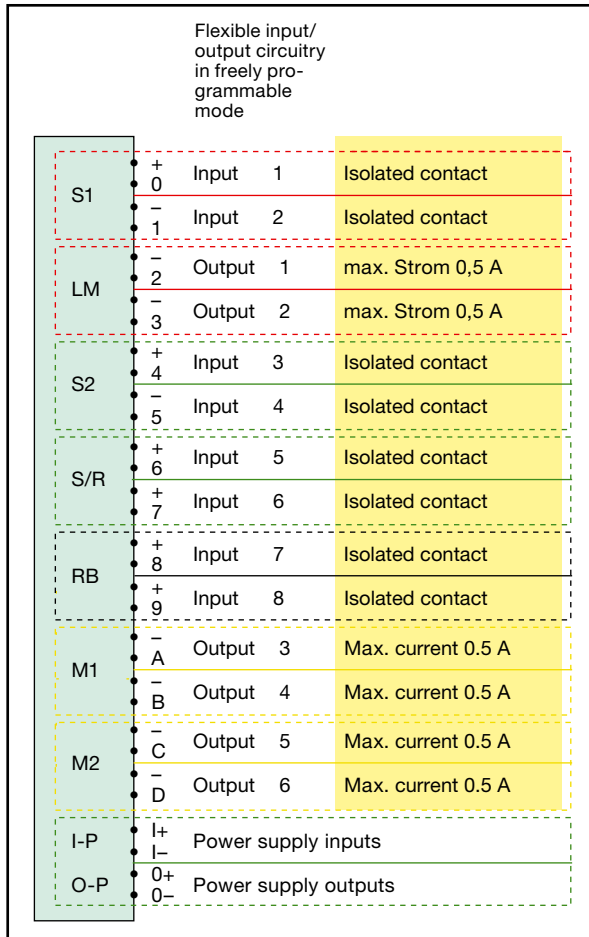 Flexible input/
output circuitry
in freely pro-
grammable
mode
S1
+
0 Input 1 Isolated contact
–
1 Input 2 Isolated contact
LM
–
2 Output 1 max. Strom 0,5 A
–
3 Output 2 max. Strom 0,5 A
S2
+
4 Input 3 Isolated contact
–
5 Input 4 Isolated contact
S/R
+
6 Input 5 Isolated contact
+
7 Input 6 Isolated contact
RB
+
8 Input 7 Isolated contact
+
9 Input 8 Isolated contact
M1
–
A Output 3 Max. current 0.5 A
–
B Output 4 Max. current 0.5 A
M2
–
C Output 5 Max. current 0.5 A
–
D Output 6 Max. current 0.5 A
I-P
I+
I–
Power supply inputs
O-P
0+
0–
Power supply outputs